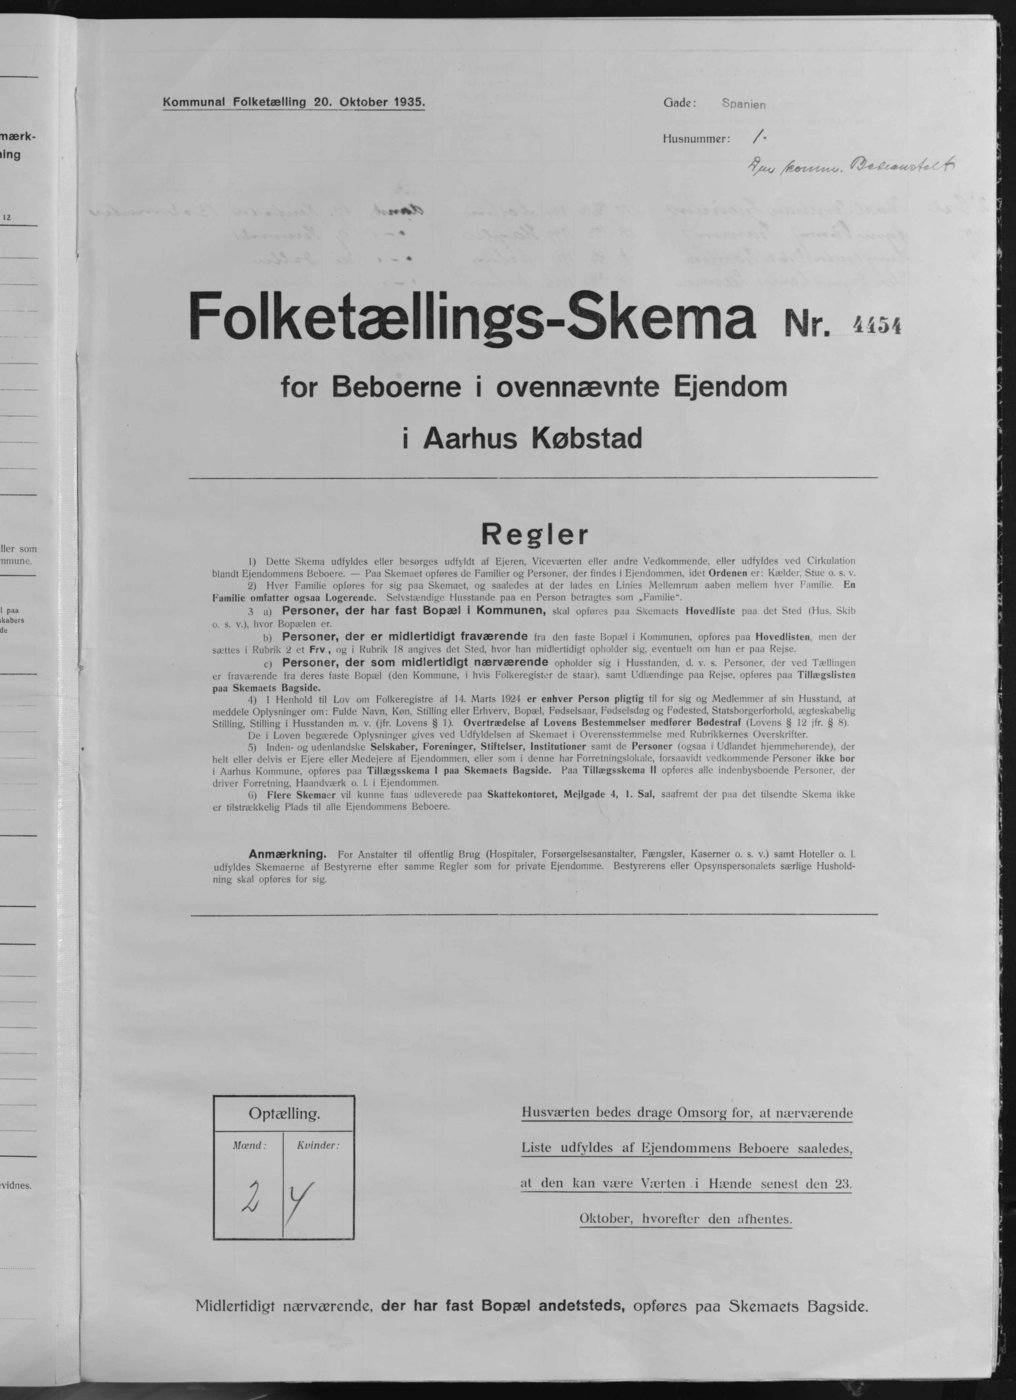 mærk-
ing
12
ller som
mmune.
l paa
skabers
de
vidnes.
Kommunal Folketælling 20. Oktober 1935.
Gade: Spanien
Husnummer: 1.
Den komm. Badeanstalt
Folketællings-Skema Nr. 4454
for Beboerne i ovennævnte Ejendom
i Aarhus Købstad
Regler
1) Dette Skema udfyldes eller besørges udfyldt af Ejeren, Viceværten eller andre Vedkommende, eller udfyldes ved Cirkulation
blandt Ejendommens Beboere. — Paa Skemaet opføres de Familier og Personer, der findes i Ejendommen, idet Ordenen er: Kælder, Stue o. s. v.
2) Hver Familie opføres for sig paa Skemaet, og saaledes at der lades en Linies Mellemrum aaben mellem hver Familie. En
Familie omfatter ogsaa Logerende. Selvstændige Husstande paa en Person betragtes som „Familie“.
3 a) Personer, der har fast Bopæl i Kommunen, skal opføres paa Skemaets Hovedliste paa det Sted (Hus, Skib
o. s. v.), hvor Bopælen er.
b) Personer, der er midlertidigt fraværende fra den faste Bopæl i Kommunen, opføres paa Hovedlisten, men der
sættes i Rubrik 2 et Frv., og i Rubrik 18 angives det Sted, hvor han midlertidigt opholder sig, eventuelt om han er paa Rejse.
c) Personer, der som midlertidigt nærværende opholder sig i Husstanden, d. v. s. Personer, der ved Tællingen
er fraværende fra deres faste Bopæl (den Kommune, i hvis Folkeregister de staar), samt Udlændinge paa Rejse, opføres paa Tillægslisten
paa Skemaets Bagside.
4) I Henhold til Lov om Folkeregistre af 14. Marts 1924 er enhver Person pligtig til for sig og Medlemmer af sin Husstand, at
meddele Oplysninger om: Fulde Navn, Køn, Stilling eller Erhverv, Bopæl, Fødselsaar, Fødselsdag og Fødested, Statsborgerforhold, ægteskabelig
Stilling, Stilling i Husstanden m. v. (jfr. Lovens § 1). Overtrædelse af Lovens Bestemmelser medfører Bødestraf (Lovens § 12 jfr. § 8).
De i Loven begærede Oplysninger gives ved Udfyldelsen af Skemaet i Overensstemmelse med Rubrikkernes Overskrifter.
5) Inden- og udenlandske Selskaber, Foreninger, Stiftelser, Institutioner samt de Personer (ogsaa i Udlandet hjemmehørende), der
helt eller delvis er Ejere eller Medejere af Ejendommen, eller som i denne har Forretningslokale, forsaavidt vedkommende Personer ikke bor
i Aarhus Kommune, opføres paa Tillægsskema I paa Skemaets Bagside. Paa Tillægsskema II opføres alle indenbysboende Personer, der
driver Forretning, Haandværk o. l. i Ejendommen.
6) Flere Skemaer vil kunne faas udleverede paa Skattekontoret, Mejlgade 4, 1. Sal, saafremt der paa det tilsendte Skema ikke
er tilstrækkelig Plads til alle Ejendommens Beboere.
Anmærkning. For Anstalter til offentlig Brug (Hospitaler, Forsørgelsesanstalter, Fængsler, Kaserner o. s. v.) samt Hoteller o. l.
udfyldes Skemaerne af Bestyrerne efter samme Regler som for private Ejendomme. Bestyrerens eller Opsynspersonalets særlige Hushold-
ning skal opføres for sig.
Optælling.
Mænd: Kvinder:
2 4
Husværten bedes drage Omsorg for, at nærværende
Liste udfyldes af Ejendommens Beboere saaledes,
at den kan være Værten i Hænde senest den 23.
Oktober, hvorefter den afhentes.
Midlertidigt nærværende, der har fast Bopæl andetsteds, opføres paa Skemaets Bagside.